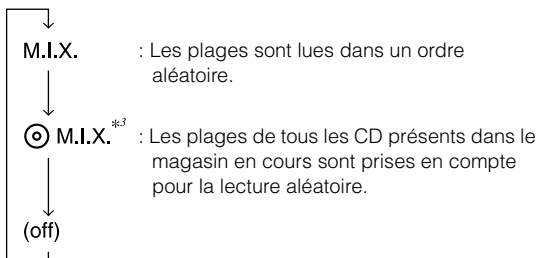 M.I.X. : Les plages sont lues dans un ordre
aléatoire.
M.I.X.*3 : Les plages de tous les CD présents dans le
magasin en cours sont prises en compte
pour la lecture aléatoire.
(off)